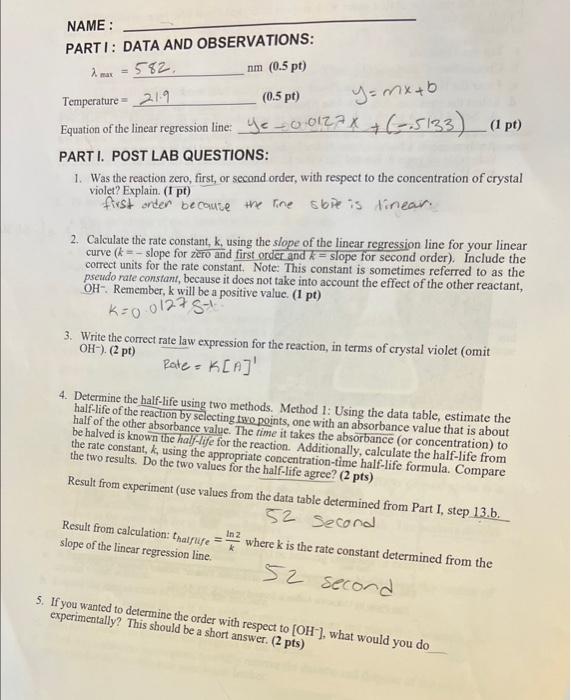 NAME :
PART I : DATA AND OBSERVATIONS:
λ max = 582. nm (0.5 pt)
Temperature = 21.9 (0.5 pt) y=mx+b
Equation of the linear regression line: y= -0.0127x + (-.5133) (1 pt)
PART I. POST LAB QUESTIONS:
1. Was the reaction zero, first, or second order, with respect to the concentration of crystal
violet? Explain. (1 pt)
first order because the line is linear.
2. Calculate the rate constant, k, using the slope of the linear regression line for your linear
curve (k = – slope for zero and first order and k = slope for second order). Include the
correct units for the rate constant. Note: This constant is sometimes referred to as the
pseudo rate constant, because it does not take into account the effect of the other reactant,
OH⁻. Remember, k will be a positive value. (1 pt)
K=0.0127 S-1.
3. Write the correct rate law expression for the reaction, in terms of crystal violet (omit
OH⁻). (2 pt)
Rate = K[A]¹
4. Determine the half-life using two methods. Method 1: Using the data table, estimate the
half-life of the reaction by selecting two points, one with an absorbance value that is about
half of the other absorbance value. The time it takes the absorbance (or concentration) to
be halved is known the half-life for the reaction. Additionally, calculate the half-life from
the rate constant, k, using the appropriate concentration-time half-life formula. Compare
the two results. Do the two values for the half-life agree? (2 pts)
Result from experiment (use values from the data table determined from Part I, step 13.b.
52 second
Result from calculation: t_halflife = ln 2 / k where k is the rate constant determined from the
slope of the linear regression line.
52 second
5. If you wanted to determine the order with respect to [OH⁻], what would you do
experimentally? This should be a short answer. (2 pts)